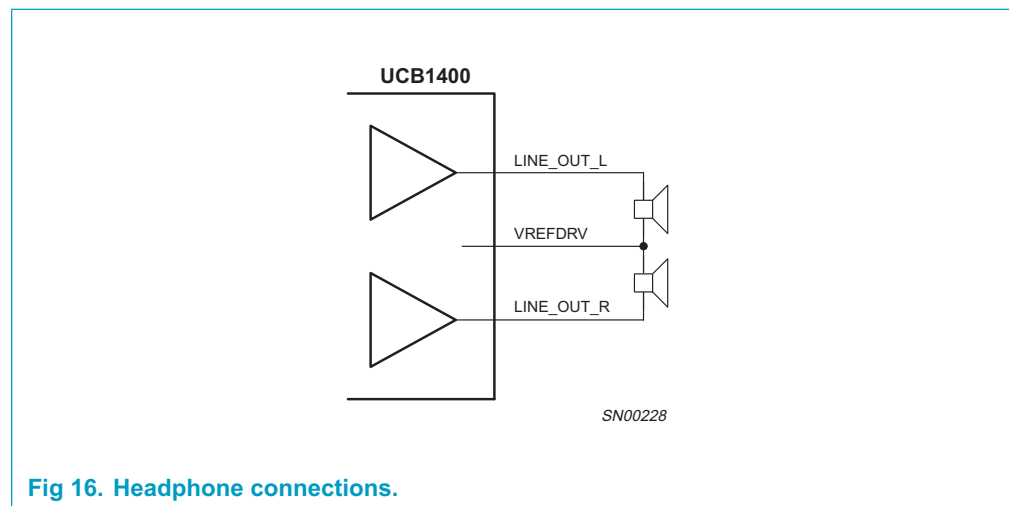 UCB1400
LINE_OUT_L
VREFDRV
LINE_OUT_R
SN00228
Fig 16. Headphone connections.